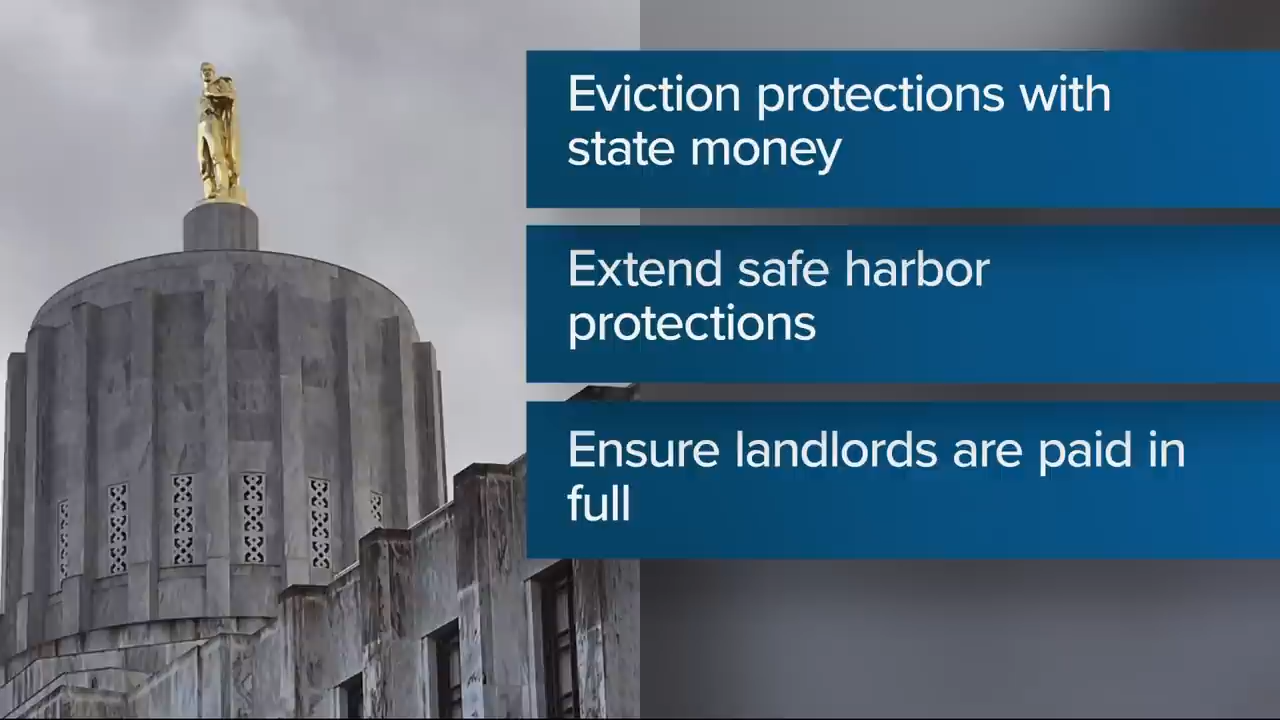 Eviction protections with
state money
Extend safe harbor
protections
Ensure landlords are paid in
full